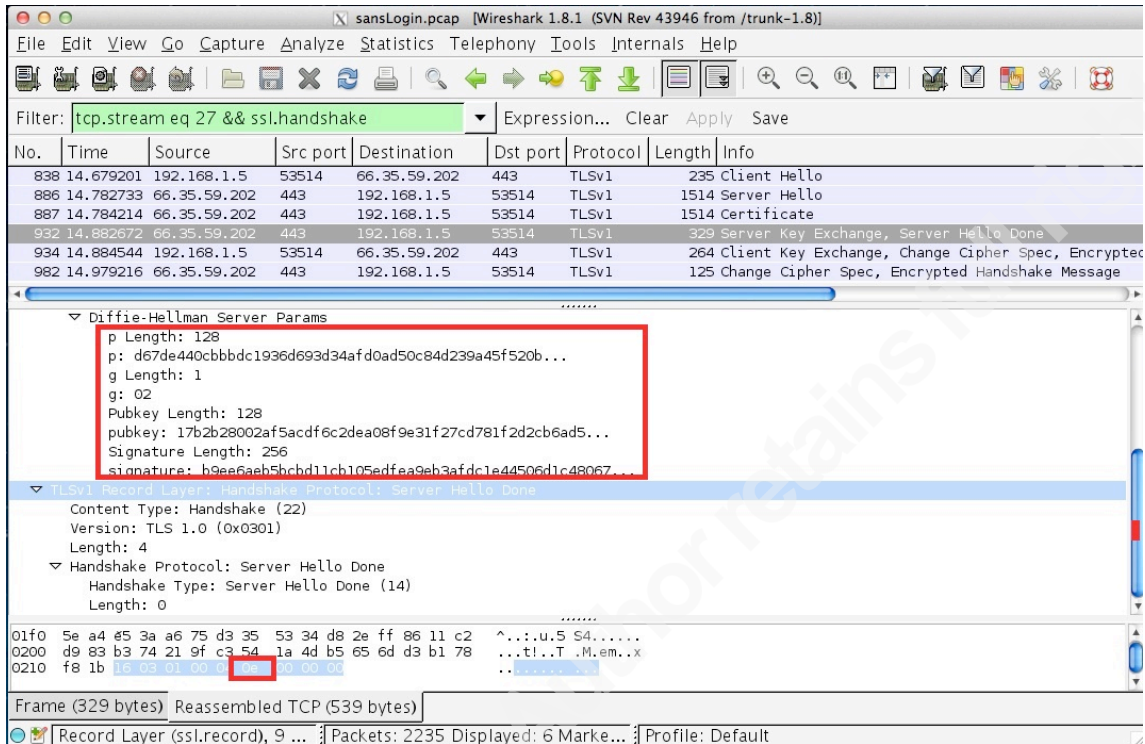 sansLogin.pcap [Wireshark 1.8.1 (SVN Rev 43946 from /trunk-1.8)]
File Edit View Go Capture Analyze Statistics Telephony Tools Internals Help
Filter: tcp.stream eq 27 && ssl.handshake Expression... Clear Apply Save
No. Time Source Src port Destination Dst port Protocol Length Info
838 14.679201 192.168.1.5 53514 66.35.59.202 443 TLSv1 235 Client Hello
886 14.782733 66.35.59.202 443 192.168.1.5 53514 TLSv1 1514 Server Hello
887 14.784214 66.35.59.202 443 192.168.1.5 53514 TLSv1 1514 Certificate
932 14.882672 66.35.59.202 443 192.168.1.5 53514 TLSv1 329 Server Key Exchange, Server Hello Done
934 14.884544 192.168.1.5 53514 66.35.59.202 443 TLSv1 264 Client Key Exchange, Change Cipher Spec, Encrypted
982 14.979216 66.35.59.202 443 192.168.1.5 53514 TLSv1 125 Change Cipher Spec, Encrypted Handshake Message
Diffie-Hellman Server Params
p Length: 128
p: d67de440cbbbdc1936d693d34afd0ad50c84d239a45f520b...
g Length: 1
g: 02
Pubkey Length: 128
pubkey: 17b2b28002af5acdf6c2dea08f9e31f27cd781f2d2cb6ad5...
Signature Length: 256
signature: b9ee6aeb5bcbd11cb105edfea9eb3afdc1e44506d1c48067...
TLSv1 Record Layer: Handshake Protocol: Server Hello Done
Content Type: Handshake (22)
Version: TLS 1.0 (0x0301)
Length: 4
Handshake Protocol: Server Hello Done
Handshake Type: Server Hello Done (14)
Length: 0
01f0 5e a4 e5 3a a6 75 d3 35 53 34 d8 2e ff 86 11 c2 ^..:.u.5 S4......
0200 d9 83 b3 74 21 9f c3 54 1a 4d b5 65 6d d3 b1 78 ...t!..T .M.em..x
0210 f8 1b 16 03 01 00 04 0e 00 00 00 ........ ...
Frame (329 bytes) Reassembled TCP (539 bytes)
Record Layer (ssl.record), 9 ... Packets: 2235 Displayed: 6 Marke... Profile: Default
author retains full